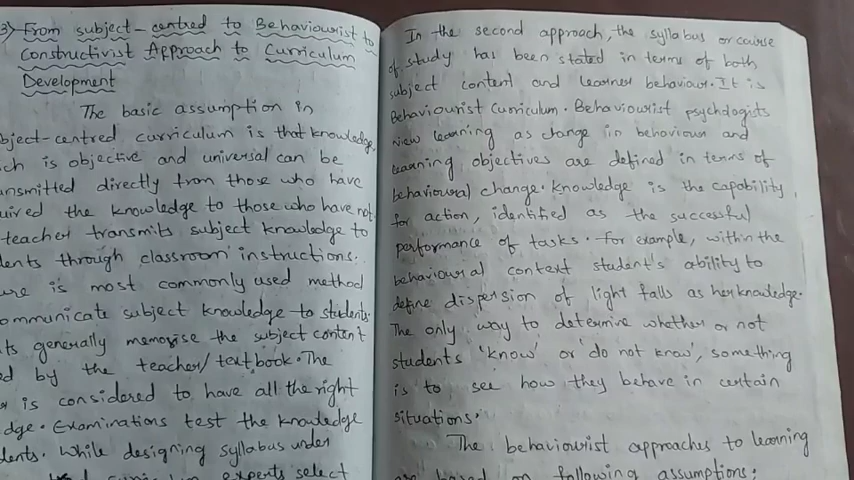 3) From subject-centred to Behaviourist to
Constructivist Approach to Curriculum
Development
The basic assumption in
bject-centred curriculum is that knowledge,
ch is objective and universal can be
nsmitted directly from those who have
uired the knowledge to those who have not.
teacher transmits subject knowledge to
dents through classroom instructions.
ure is most commonly used method
ommunicate subject knowledge to students.
ts generally memorise the subject content
ed by the teacher/textbook. The
r is considered to have all the right
dge. Examinations test the knowledge
dents. While designing syllabus under
curriculum experts select
In the second approach, the syllabus or course
of study has been stated in terms of both
subject content and learner behaviour. It is
Behaviourist curriculum. Behaviourist psychologists
view learning as change in behaviour and
learning objectives are defined in terms of
behavioural change. Knowledge is the capability
for action, identified as the successful
performance of tasks. For example, within the
behavioural context student's ability to
define dispersion of light falls as her knowledge.
The only way to determine whether or not
students 'know' or 'do not know', something
is to see how they behave in certain
situations.
The behaviourist approaches to learning
are based on following assumptions: